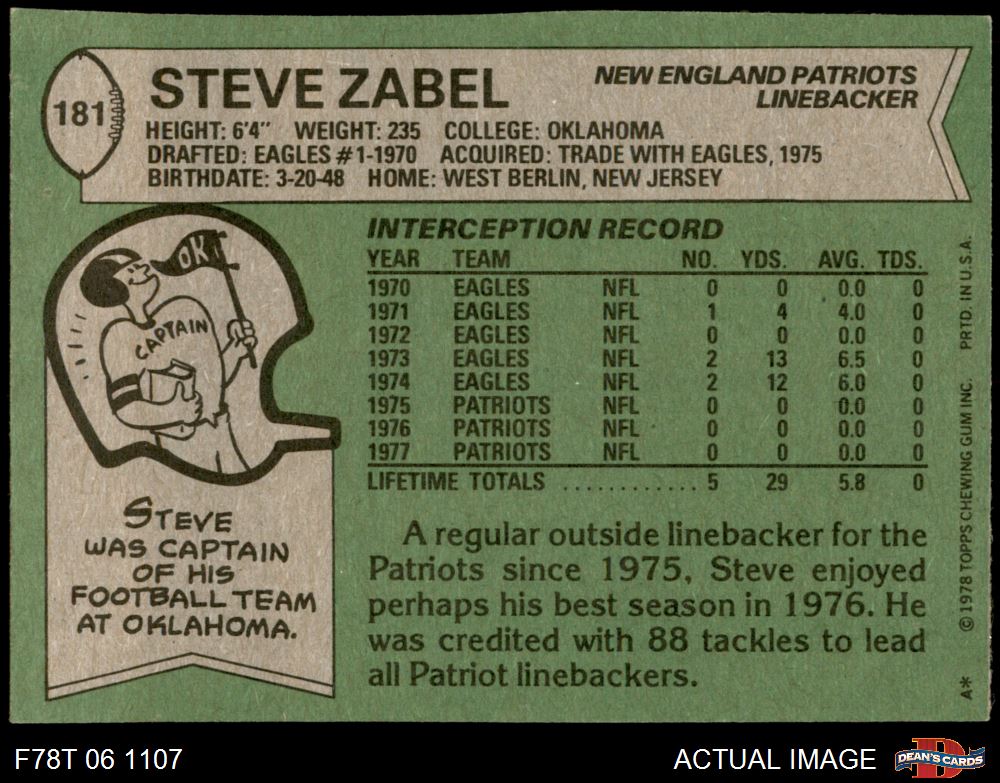 181
STEVE ZABEL
NEW ENGLAND PATRIOTS
LINEBACKER
HEIGHT: 6'4" WEIGHT: 235 COLLEGE: OKLAHOMA
DRAFTED: EAGLES #1-1970 ACQUIRED: TRADE WITH EAGLES, 1975
BIRTHDATE: 3-20-48 HOME: WEST BERLIN, NEW JERSEY
OK!
CAPTAIN
STEVE
WAS CAPTAIN
OF HIS
FOOTBALL TEAM
AT OKLAHOMA.
INTERCEPTION RECORD
YEAR TEAM NO. YDS. AVG. TDS.
1970 EAGLES NFL 0 0 0.0 0
1971 EAGLES NFL 1 4 4.0 0
1972 EAGLES NFL 0 0 0.0 0
1973 EAGLES NFL 2 13 6.5 0
1974 EAGLES NFL 2 12 6.0 0
1975 PATRIOTS NFL 0 0 0.0 0
1976 PATRIOTS NFL 0 0 0.0 0
1977 PATRIOTS NFL 0 0 0.0 0
LIFETIME TOTALS ............ 5 29 5.8 0
A regular outside linebacker for the
Patriots since 1975, Steve enjoyed
perhaps his best season in 1976. He
was credited with 88 tackles to lead
all Patriot linebackers.
A* © 1978 TOPPS CHEWING GUM INC. PRTD. IN U.S.A.
F78T 06 1107
ACTUAL IMAGE
D
DEAN'S CARDS